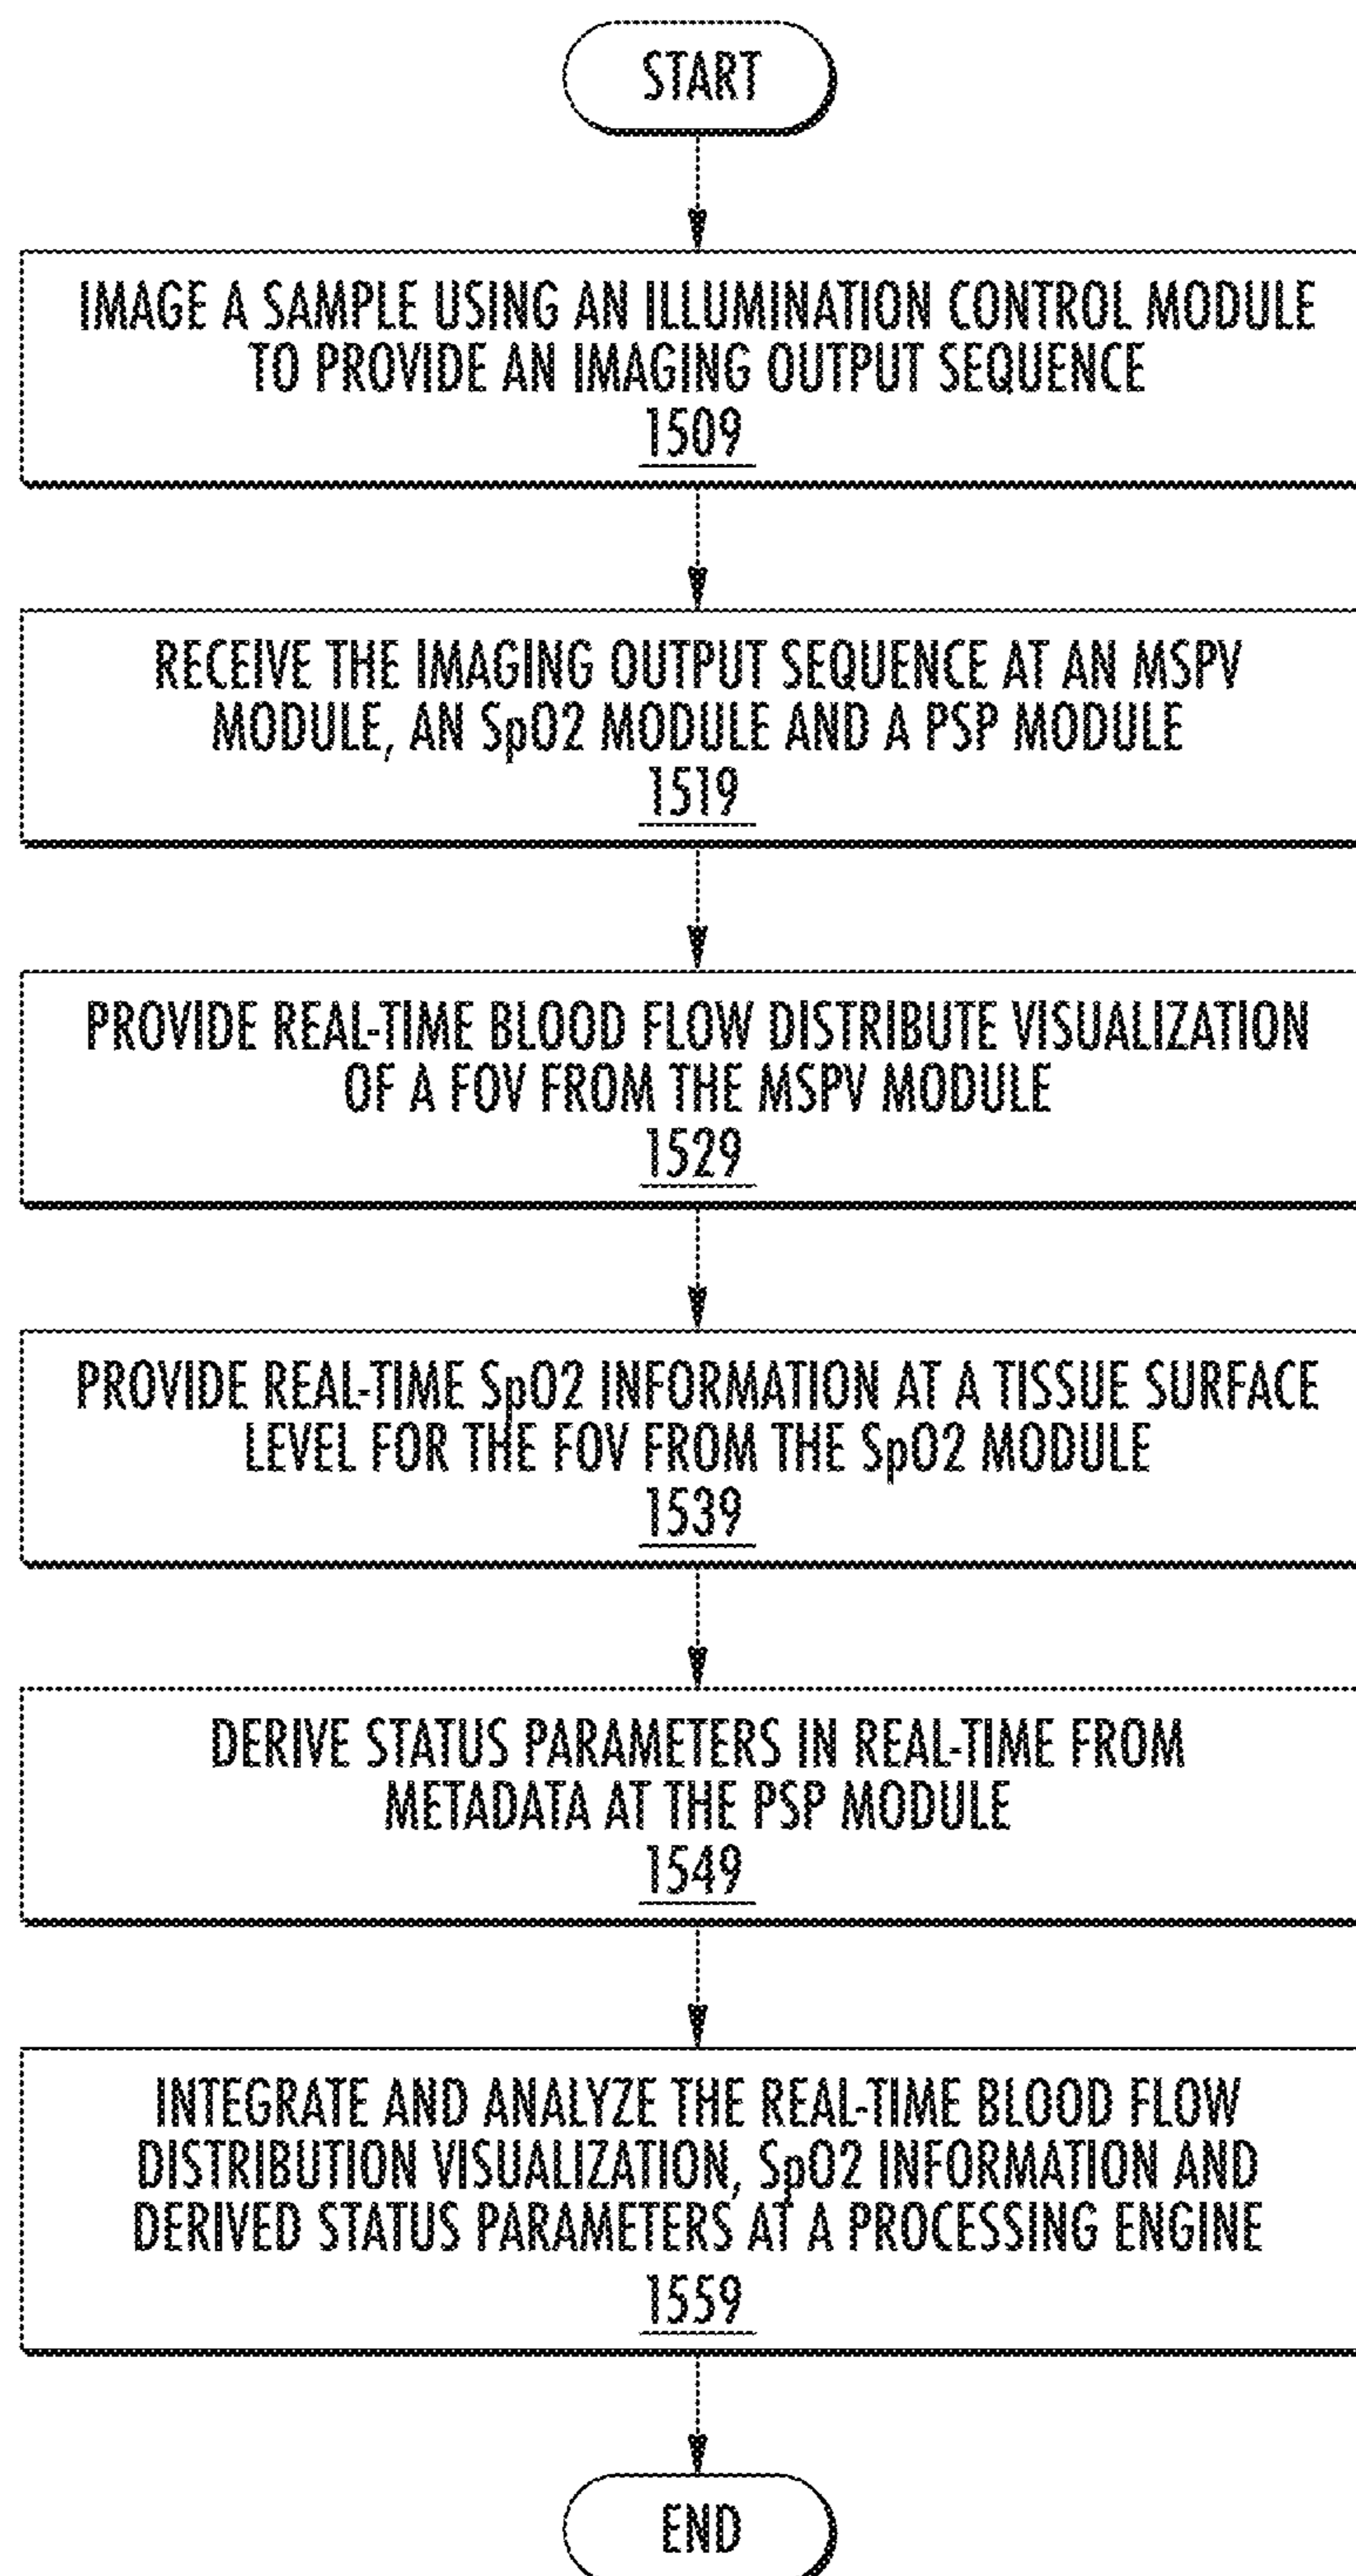 START
IMAGE A SAMPLE USING AN ILLUMINATION CONTROL MODULE
TO PROVIDE AN IMAGING OUTPUT SEQUENCE
1509
RECEIVE THE IMAGING OUTPUT SEQUENCE AT AN MSPV
MODULE, AN SpO2 MODULE AND A PSP MODULE
1519
PROVIDE REAL-TIME BLOOD FLOW DISTRIBUTE VISUALIZATION
OF A FOV FROM THE MSPV MODULE
1529
PROVIDE REAL-TIME SpO2 INFORMATION AT A TISSUE SURFACE
LEVEL FOR THE FOV FROM THE SpO2 MODULE
1539
DERIVE STATUS PARAMETERS IN REAL-TIME FROM
METADATA AT THE PSP MODULE
1549
INTEGRATE AND ANALYZE THE REAL-TIME BLOOD FLOW
DISTRIBUTION VISUALIZATION, SpO2 INFORMATION AND
DERIVED STATUS PARAMETERS AT A PROCESSING ENGINE
1559
END